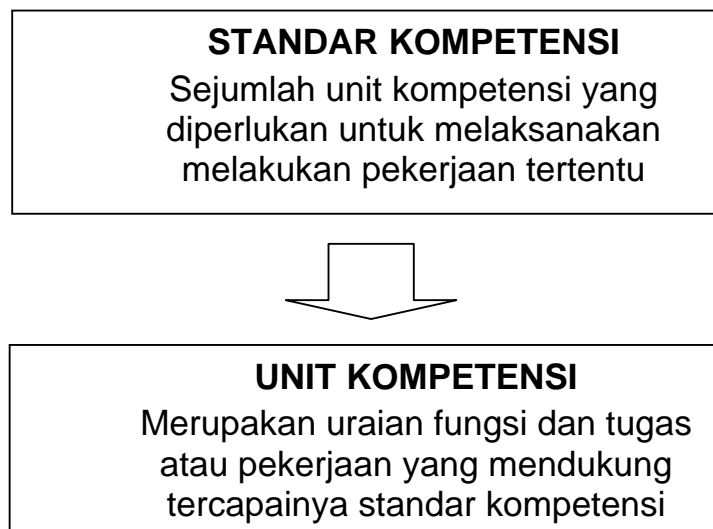 STANDAR KOMPETENSI
Sejumlah unit kompetensi yang
diperlukan untuk melaksanakan
melakukan pekerjaan tertentu
UNIT KOMPETENSI
Merupakan uraian fungsi dan tugas
atau pekerjaan yang mendukung
tercapainya standar kompetensi